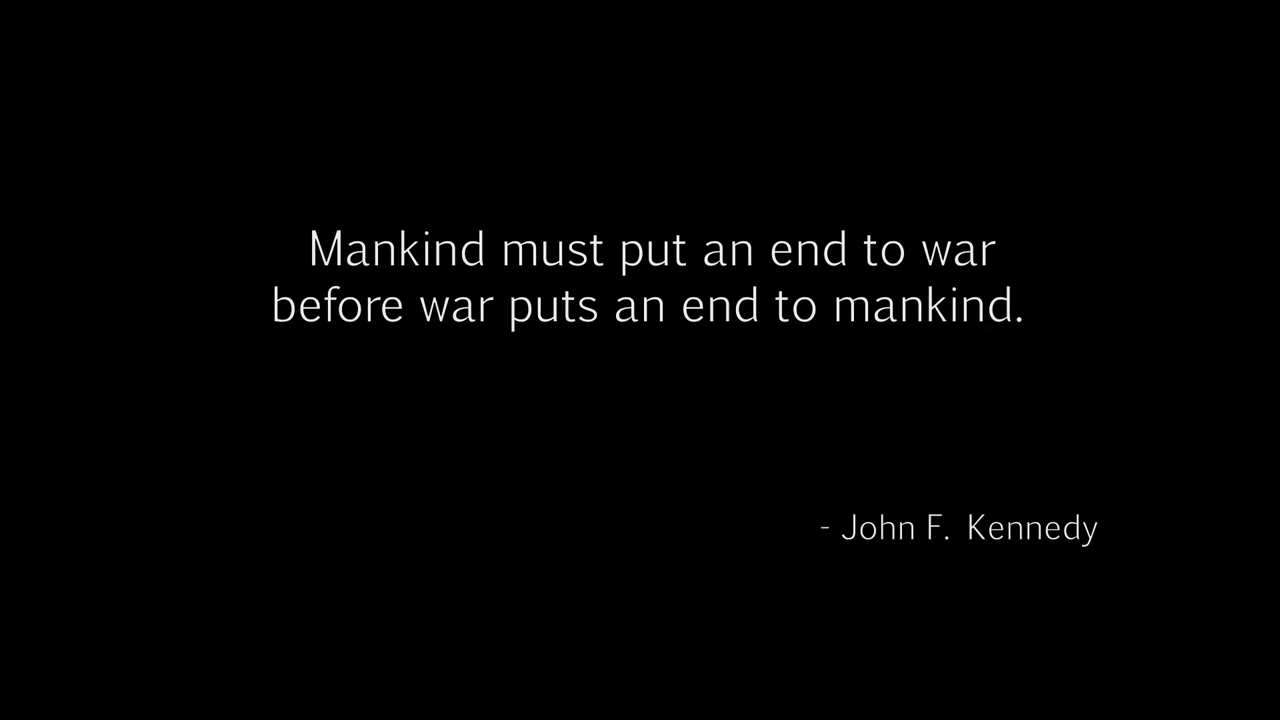 Mankind must put an end to war
before war puts an end to mankind.
- John F. Kennedy